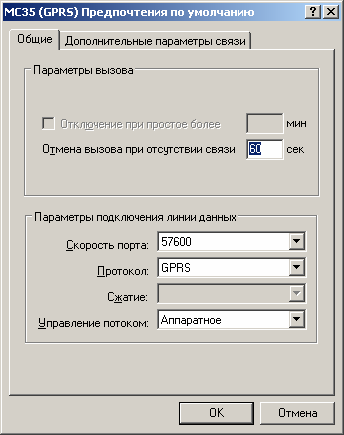 MC35 (GPRS) Предпочтения по умолчанию
Общие Дополнительные параметры связи
Параметры вызова
Отключение при простое более мин
Отмена вызова при отсутствии связи 60 сек
Параметры подключения линии данных
Скорость порта: 57600
Протокол: GPRS
Сжатие:
Управление потоком: Аппаратное
OK Отмена